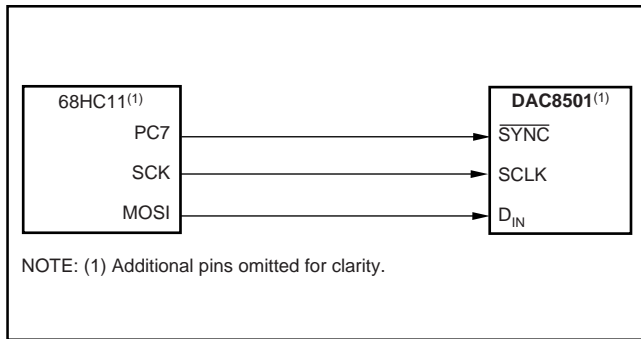 68HC11(1) DAC8501(1)
PC7 SYNC
SCK SCLK
MOSI DIN
NOTE: (1) Additional pins omitted for clarity.